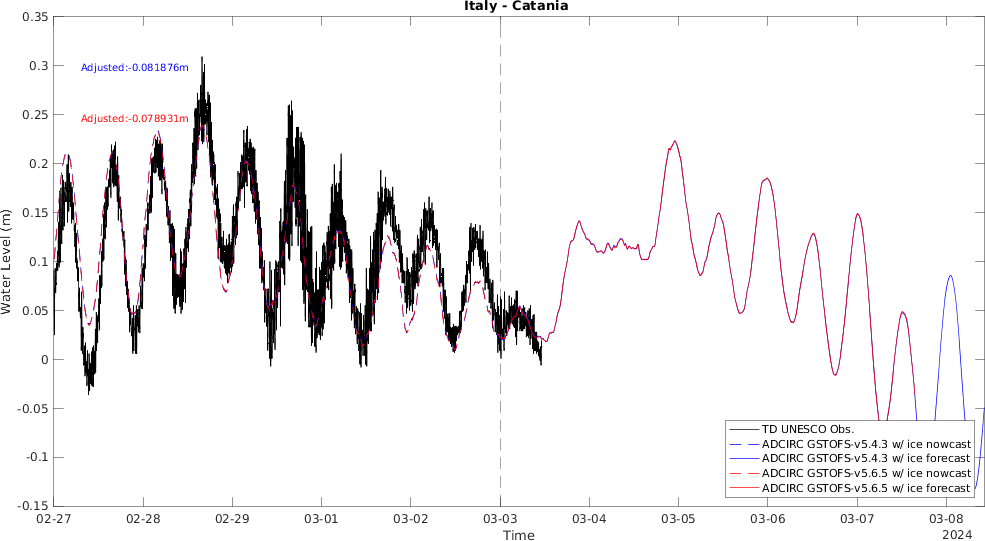 Italy - Catania
0.35
0.3
0.25
0.2
0.15
0.1
0.05
0
-0.05
-0.1
-0.15
Water Level (m)
Adjusted:-0.081876m
Adjusted:-0.078931m
TD UNESCO Obs.
ADCIRC GSTOFS-v5.4.3 w/ ice nowcast
ADCIRC GSTOFS-v5.4.3 w/ ice forecast
ADCIRC GSTOFS-v5.6.5 w/ ice nowcast
ADCIRC GSTOFS-v5.6.5 w/ ice forecast
02-27 02-28 02-29 03-01 03-02 03-03 03-04 03-05 03-06 03-07 03-08
Time
2024